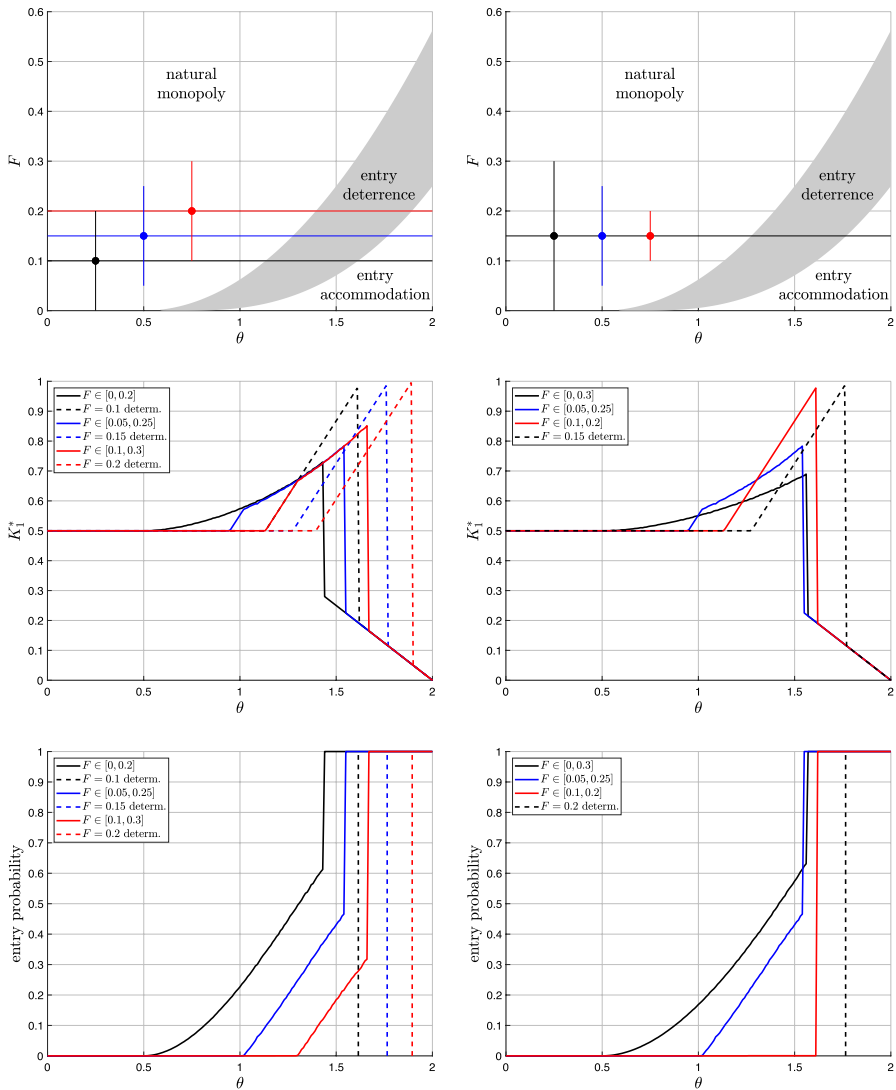 0.6
0.5
0.4
0.3
0.2
0.1
0
F
natural
monopoly
entry
deterrence
entry
accommodation
0
0.5
1
1.5
2
θ
0.6
0.5
0.4
0.3
0.2
0.1
0
F
natural
monopoly
entry
deterrence
entry
accommodation
0
0.5
1
1.5
2
θ
1
0.9
0.8
0.7
0.6
0.5
0.4
0.3
0.2
0.1
0
K₁*
F ∈ [0, 0.2]
F = 0.1 determ.
F ∈ [0.05, 0.25]
F = 0.15 determ.
F ∈ [0.1, 0.3]
F = 0.2 determ.
0
0.5
1
1.5
2
θ
1
0.9
0.8
0.7
0.6
0.5
0.4
0.3
0.2
0.1
0
K₁*
F ∈ [0, 0.3]
F ∈ [0.05, 0.25]
F ∈ [0.1, 0.2]
F = 0.15 determ.
0
0.5
1
1.5
2
θ
1
0.9
0.8
0.7
0.6
0.5
0.4
0.3
0.2
0.1
0
entry probability
F ∈ [0, 0.2]
F = 0.1 determ.
F ∈ [0.05, 0.25]
F = 0.15 determ.
F ∈ [0.1, 0.3]
F = 0.2 determ.
0
0.5
1
1.5
2
θ
1
0.9
0.8
0.7
0.6
0.5
0.4
0.3
0.2
0.1
0
entry probability
F ∈ [0, 0.3]
F ∈ [0.05, 0.25]
F ∈ [0.1, 0.2]
F = 0.2 determ.
0
0.5
1
1.5
2
θ